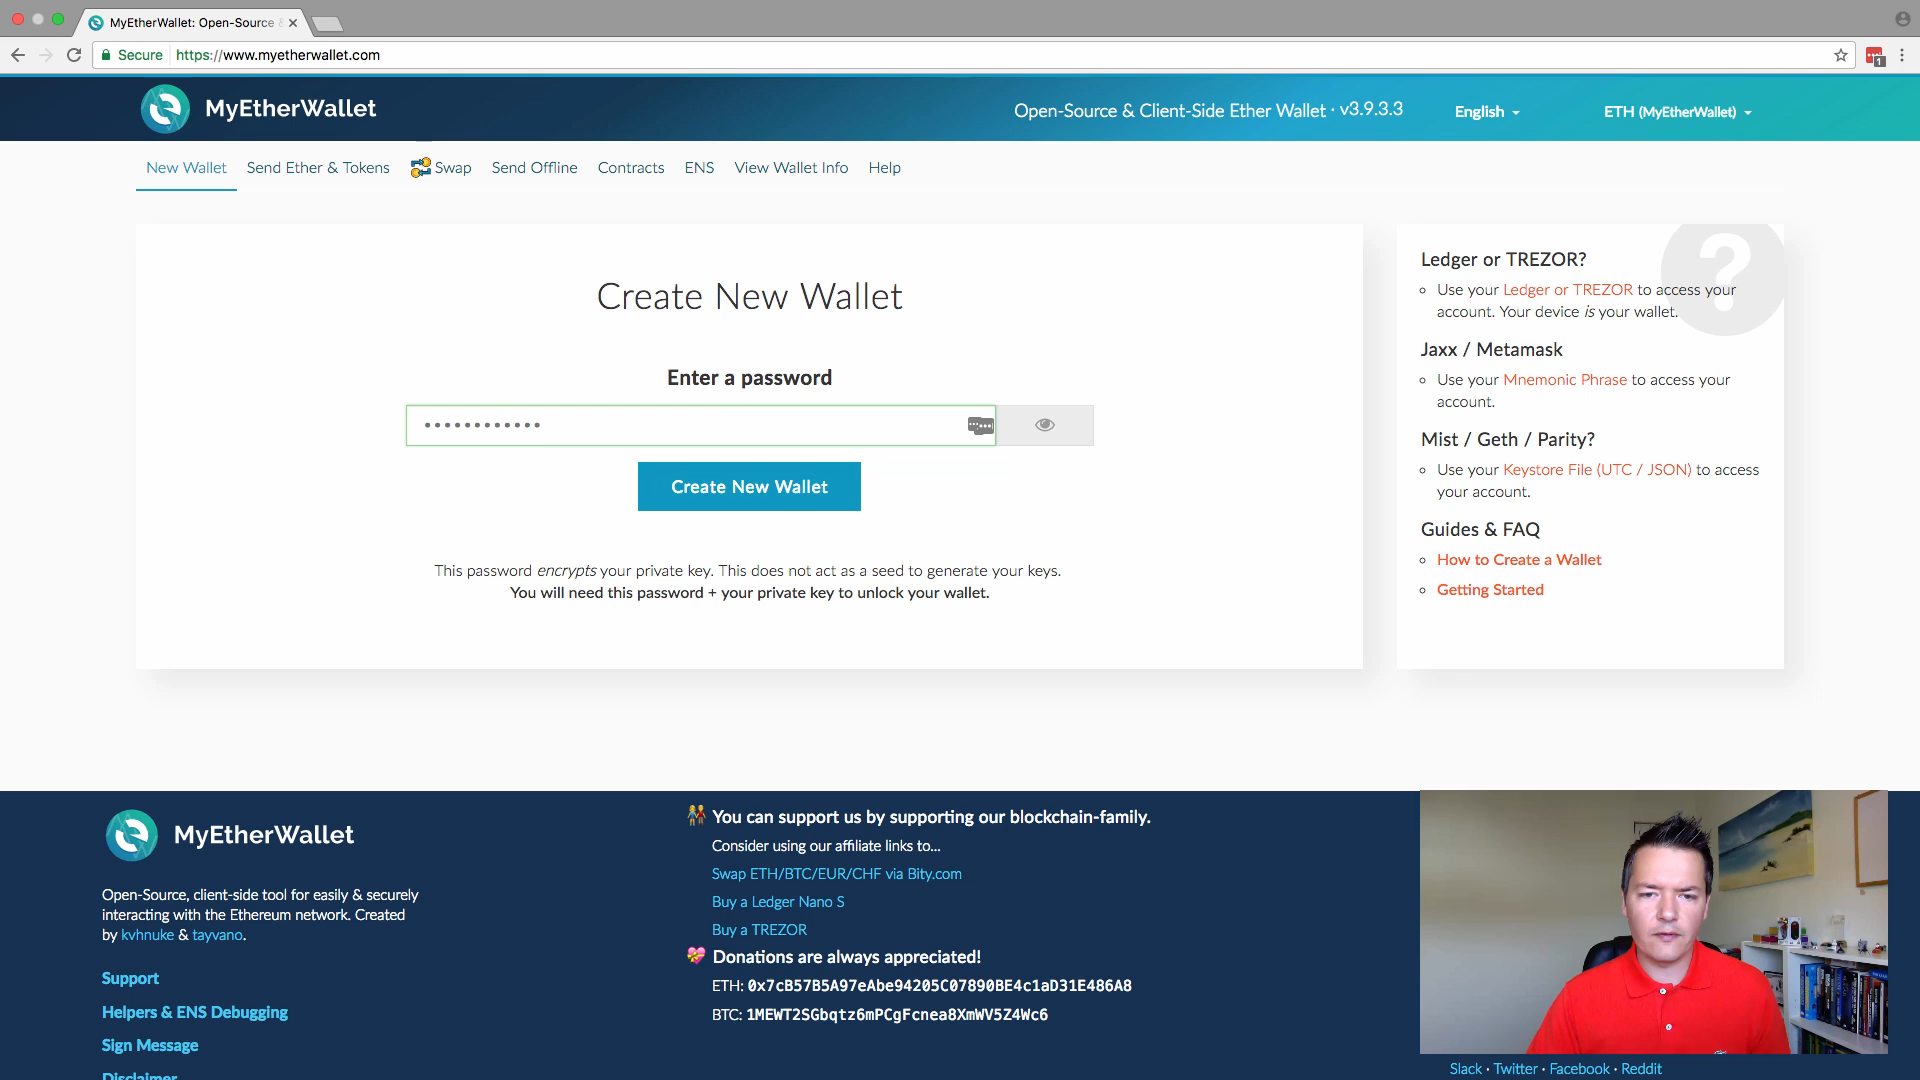 MyEtherWallet: Open-Source
Secure https://www.myetherwallet.com
1
MyEtherWallet
Open-Source & Client-Side Ether Wallet · v3.9.3.3
English
ETH (MyEtherWallet)
New Wallet Send Ether & Tokens Swap Send Offline Contracts ENS View Wallet Info Help
Create New Wallet
Enter a password
Create New Wallet
This password encrypts your private key. This does not act as a seed to generate your keys.
You will need this password + your private key to unlock your wallet.
?
Ledger or TREZOR?
Use your Ledger or TREZOR to access your
account. Your device is your wallet.
Jaxx / Metamask
Use your Mnemonic Phrase to access your
account.
Mist / Geth / Parity?
Use your Keystore File (UTC / JSON) to access
your account.
Guides & FAQ
How to Create a Wallet
Getting Started
MyEtherWallet
Open-Source, client-side tool for easily & securely
interacting with the Ethereum network. Created
by kvhnuke & tayvano.
Support
Helpers & ENS Debugging
Sign Message
Disclaimer
You can support us by supporting our blockchain-family.
Consider using our affiliate links to...
Swap ETH/BTC/EUR/CHF via Bity.com
Buy a Ledger Nano S
Buy a TREZOR
Donations are always appreciated!
ETH: 0x7cB57B5A97eAbe94205C07890BE4c1aD31E486A8
BTC: 1MEWT2SGbqtz6mPCgFcnea8XmWV5Z4Wc6
Slack · Twitter · Facebook · Reddit